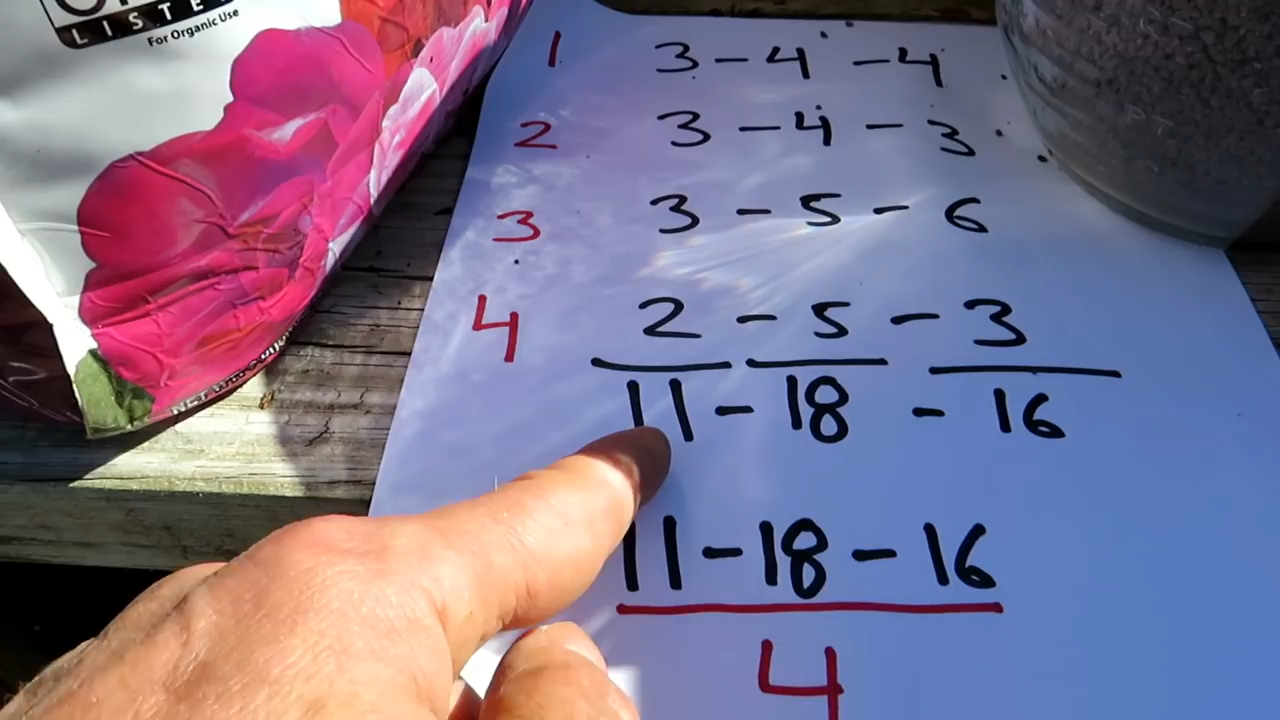 LISTE
For Organic Use
1 3 - 4 - 4
2 3 - 4 - 3
3 3 - 5 - 6
4 2 - 5 - 3
11 - 18 - 16
11 - 18 - 16
4